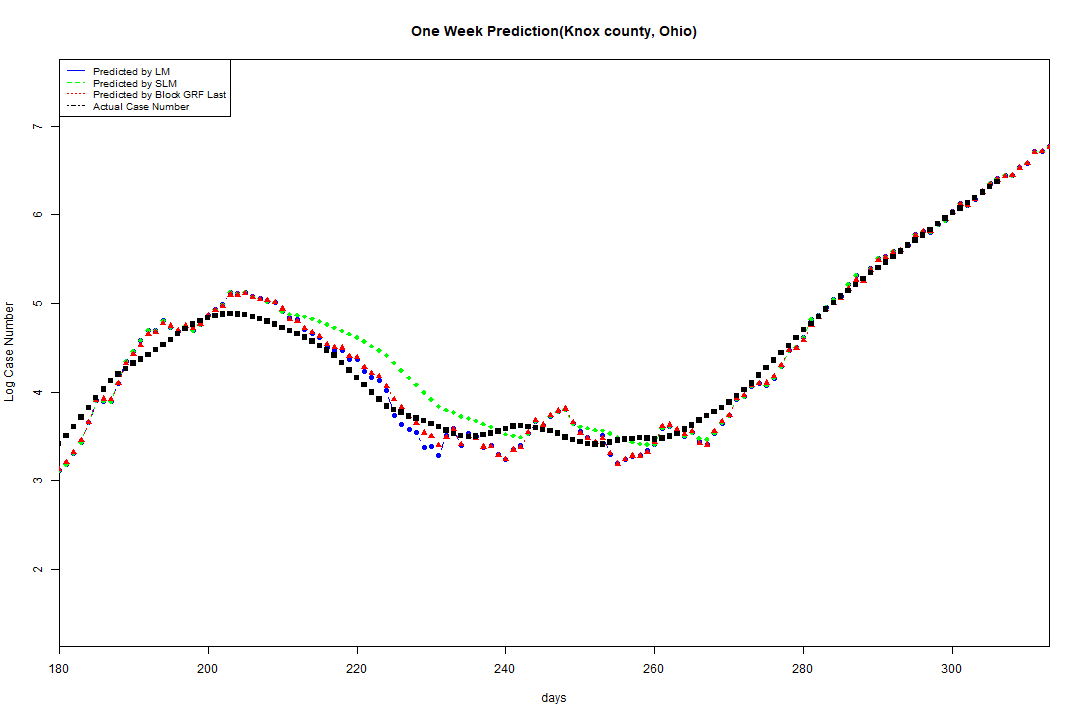 One Week Prediction(Knox county, Ohio)
Predicted by LM
Predicted by SLM
Predicted by Block GRF Last
Actual Case Number
7
6
5
4
3
2
Log Case Number
180 200 220 240 260 280 300
days